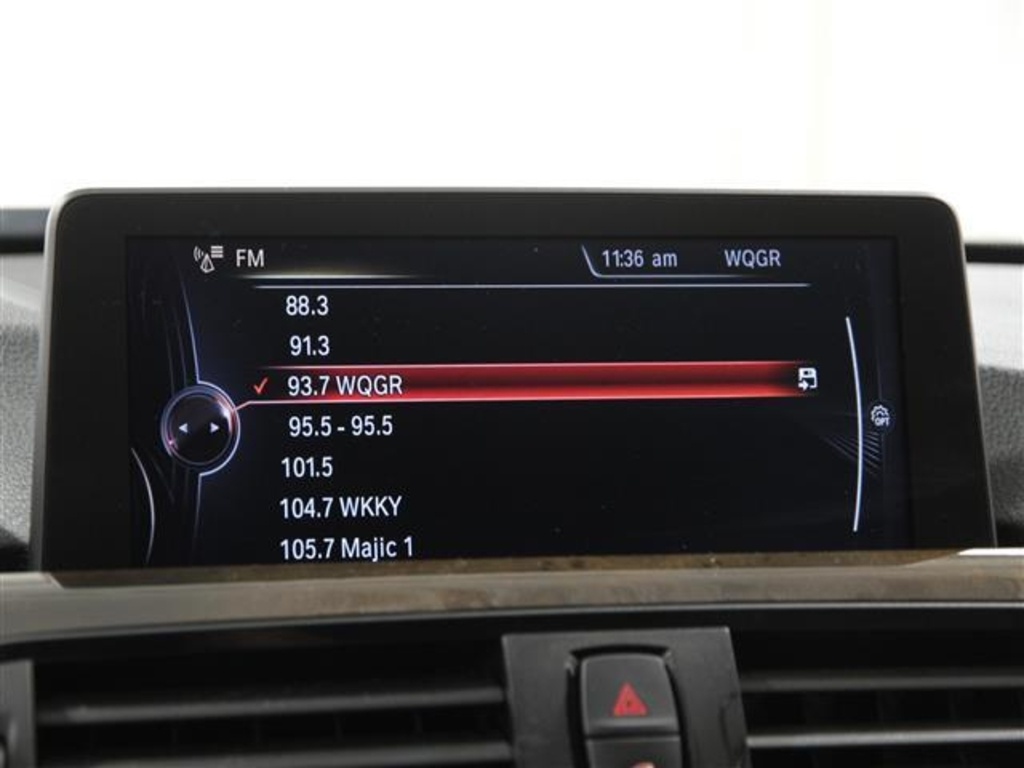 FM 11:36 am WQGR
88.3
91.3
93.7 WQGR
95.5 - 95.5
OPT
101.5
104.7 WKKY
105.7 Majic 1